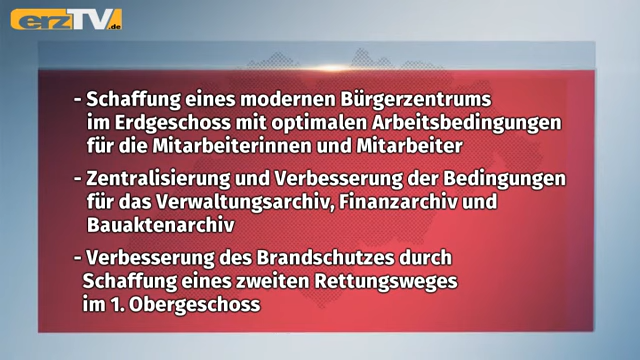 erzTV.de
- Schaffung eines modernen Bürgerzentrums
im Erdgeschoss mit optimalen Arbeitsbedingungen
für die Mitarbeiterinnen und Mitarbeiter
- Zentralisierung und Verbesserung der Bedingungen
für das Verwaltungsarchiv, Finanzarchiv und
Bauaktenarchiv
- Verbesserung des Brandschutzes durch
Schaffung eines zweiten Rettungsweges
im 1. Obergeschoss